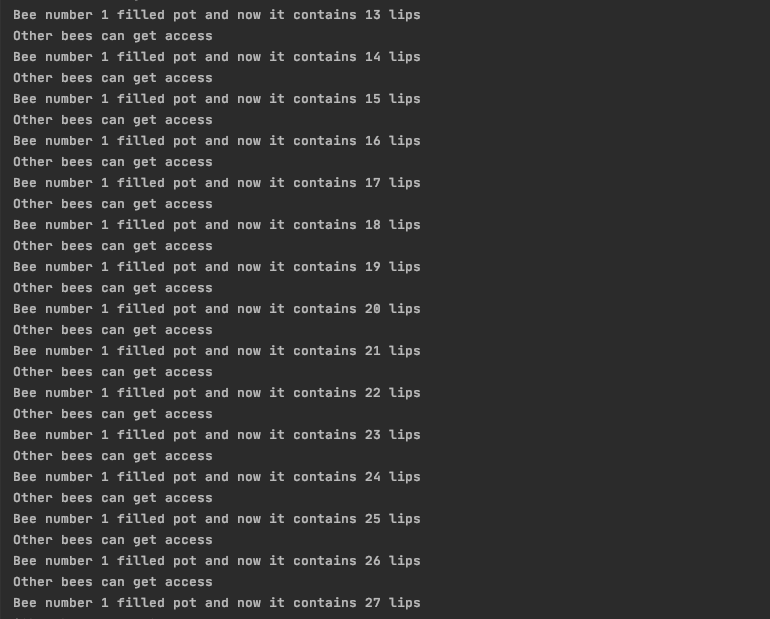 Bee number 1 filled pot and now it contains 13 lips
Other bees can get access
Bee number 1 filled pot and now it contains 14 lips
Other bees can get access
Bee number 1 filled pot and now it contains 15 lips
Other bees can get access
Bee number 1 filled pot and now it contains 16 lips
Other bees can get access
Bee number 1 filled pot and now it contains 17 lips
Other bees can get access
Bee number 1 filled pot and now it contains 18 lips
Other bees can get access
Bee number 1 filled pot and now it contains 19 lips
Other bees can get access
Bee number 1 filled pot and now it contains 20 lips
Other bees can get access
Bee number 1 filled pot and now it contains 21 lips
Other bees can get access
Bee number 1 filled pot and now it contains 22 lips
Other bees can get access
Bee number 1 filled pot and now it contains 23 lips
Other bees can get access
Bee number 1 filled pot and now it contains 24 lips
Other bees can get access
Bee number 1 filled pot and now it contains 25 lips
Other bees can get access
Bee number 1 filled pot and now it contains 26 lips
Other bees can get access
Bee number 1 filled pot and now it contains 27 lips